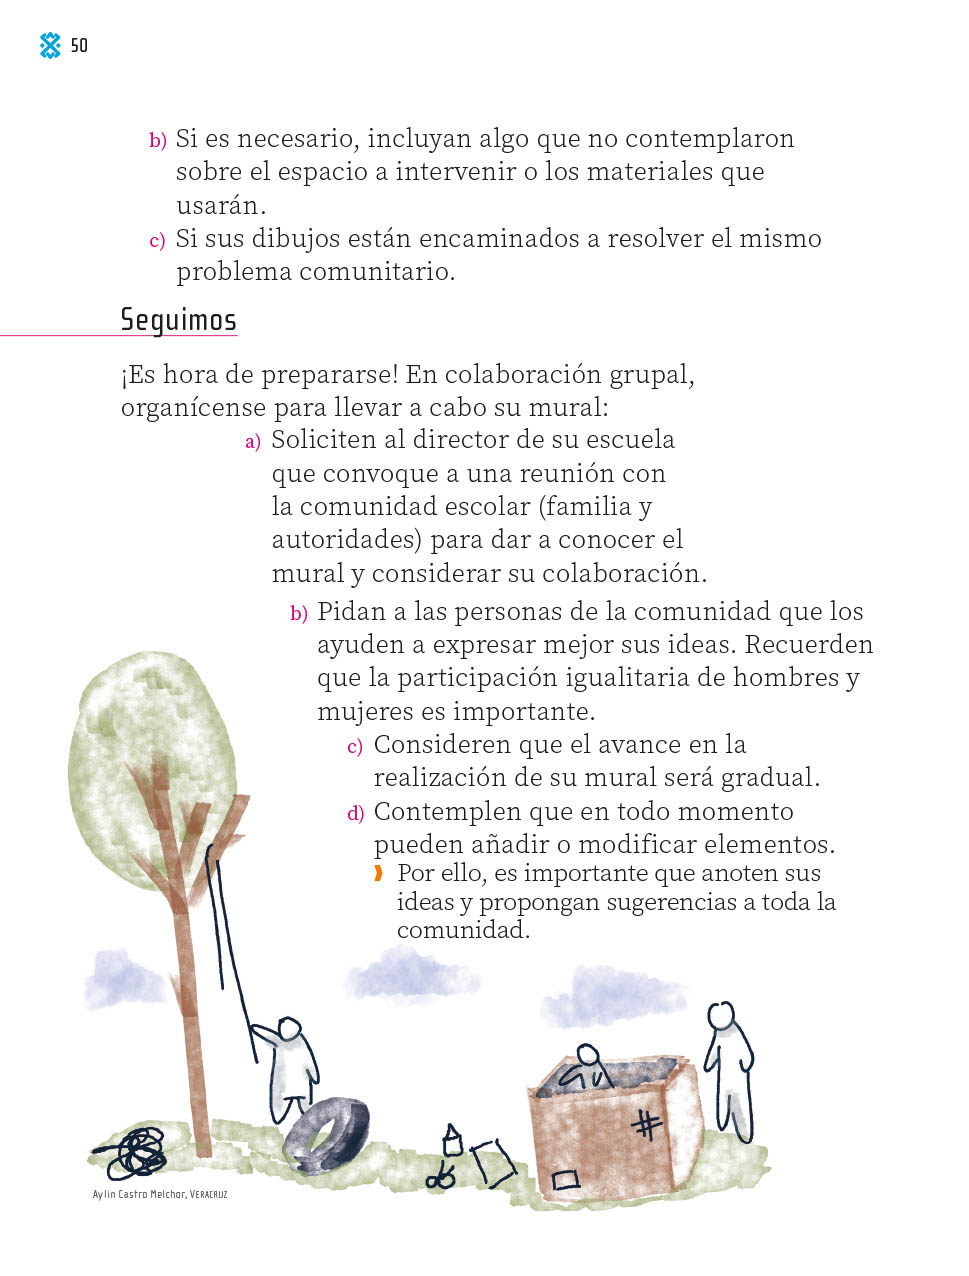 50
b) Si es necesario, incluyan algo que no contemplaron
sobre el espacio a intervenir o los materiales que
usarán.
c) Si sus dibujos están encaminados a resolver el mismo
problema comunitario.
Seguimos
¡Es hora de prepararse! En colaboración grupal,
organícense para llevar a cabo su mural:
a) Soliciten al director de su escuela
que convoque a una reunión con
la comunidad escolar (familia y
autoridades) para dar a conocer el
mural y considerar su colaboración.
b) Pidan a las personas de la comunidad que los
ayuden a expresar mejor sus ideas. Recuerden
que la participación igualitaria de hombres y
mujeres es importante.
c) Consideren que el avance en la
realización de su mural será gradual.
d) Contemplen que en todo momento
pueden añadir o modificar elementos.
Por ello, es importante que anoten sus
ideas y propongan sugerencias a toda la
comunidad.
Aylin Castro Melchor, VERACRUZ